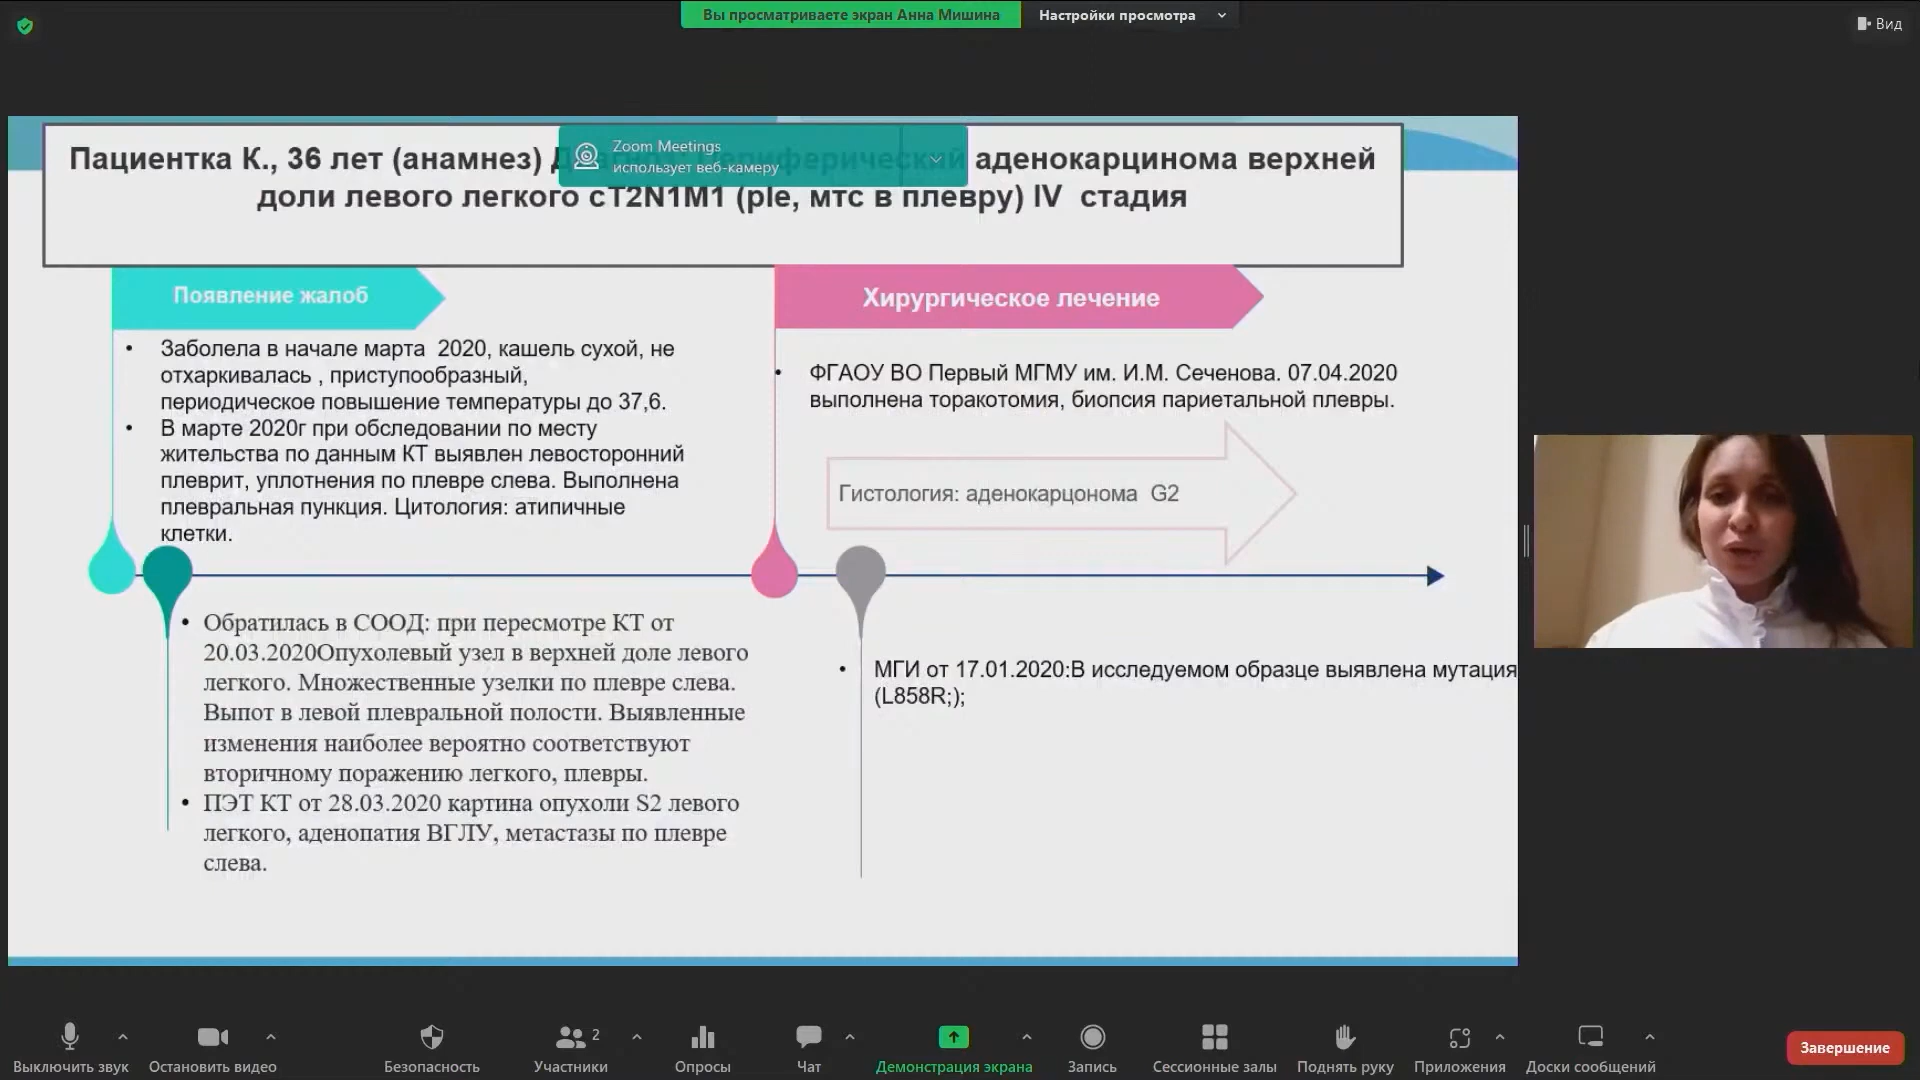 Вы просматриваете экран Анна Мишина
Настройки просмотра
Вид
Пациентка К., 36 лет (анамнез) аденокарцинома верхней
доли левого легкого сT2N1M1 (ple, мтс в плевру) IV стадия
Zoom Meetings
использует веб-камеру
Появление жалоб
Хирургическое лечение
• Заболела в начале марта 2020, кашель сухой, не
отхаркивалась , приступообразный,
периодическое повышение температуры до 37,6.
• В марте 2020г при обследовании по месту
жительства по данным КТ выявлен левосторонний
плеврит, уплотнения по плевре слева. Выполнена
плевральная пункция. Цитология: атипичные
клетки.
• ФГАОУ ВО Первый МГМУ им. И.М. Сеченова. 07.04.2020
выполнена торакотомия, биопсия париетальной плевры.
Гистология: аденокарцонома G2
• Обратилась в СООД: при пересмотре КТ от
20.03.2020Опухолевый узел в верхней доле левого
легкого. Множественные узелки по плевре слева.
Выпот в левой плевральной полости. Выявленные
изменения наиболее вероятно соответствуют
вторичному поражению легкого, плевры.
• ПЭТ КТ от 28.03.2020 картина опухоли S2 левого
легкого, аденопатия ВГЛУ, метастазы по плевре
слева.
• МГИ от 17.01.2020:В исследуемом образце выявлена мутация
(L858R;);
Выключить звук
Остановить видео
Безопасность
2
Участники
Опросы
Чат
Демонстрация экрана
Запись
Сессионные залы
Поднять руку
Приложения
Доски сообщений
Завершение